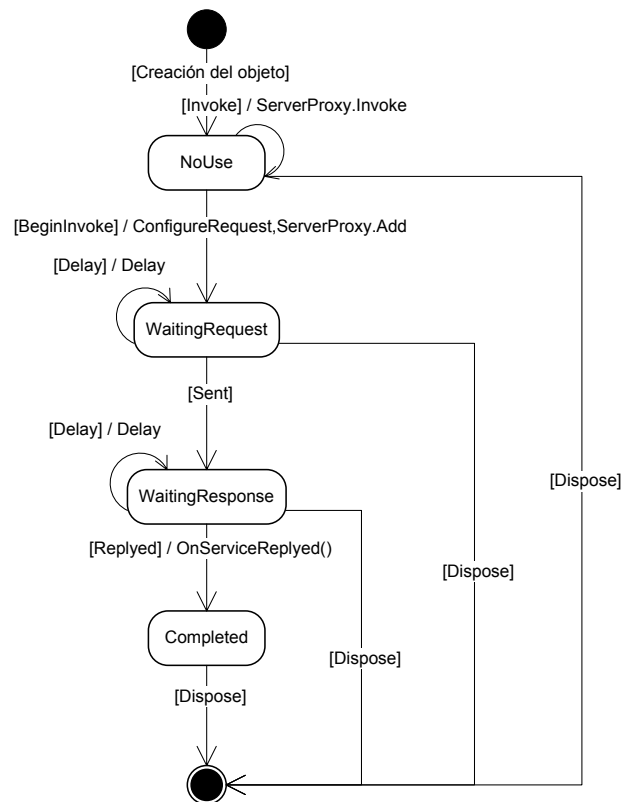 [Creación del objeto]
[Invoke] / ServerProxy.Invoke
NoUse
[BeginInvoke] / ConfigureRequest,ServerProxy.Add
[Delay] / Delay
WaitingRequest
[Sent]
[Delay] / Delay
WaitingResponse
[Dispose]
[Replyed] / OnServiceReplyed()
[Dispose]
Completed
[Dispose]
[Dispose]